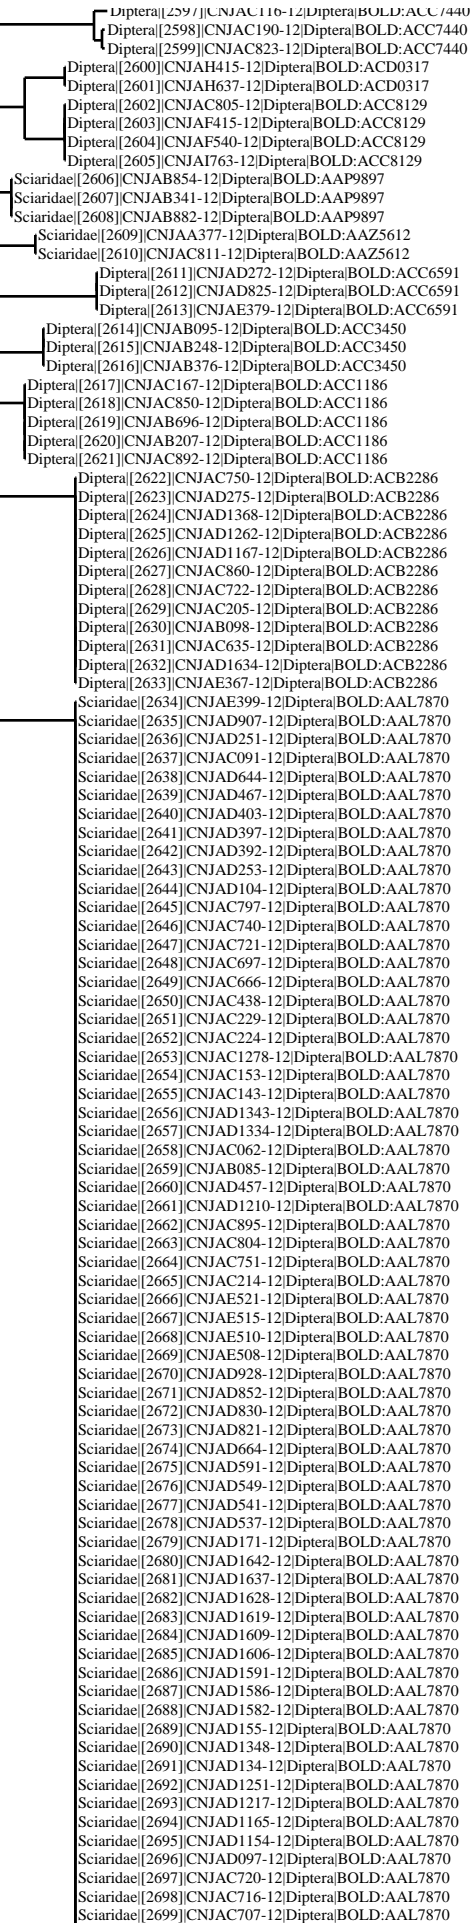 Diptera|[2597]|CNJAC116-12|Diptera|BOLD:ACC7440
Diptera|[2598]|CNJAC190-12|Diptera|BOLD:ACC7440
Diptera|[2599]|CNJAC823-12|Diptera|BOLD:ACC7440
Diptera|[2600]|CNJAH415-12|Diptera|BOLD:ACD0317
Diptera|[2601]|CNJAH637-12|Diptera|BOLD:ACD0317
Diptera|[2602]|CNJAC805-12|Diptera|BOLD:ACC8129
Diptera|[2603]|CNJAF415-12|Diptera|BOLD:ACC8129
Diptera|[2604]|CNJAF540-12|Diptera|BOLD:ACC8129
Diptera|[2605]|CNJAI763-12|Diptera|BOLD:ACC8129
Sciaridae|[2606]|CNJAB854-12|Diptera|BOLD:AAP9897
Sciaridae|[2607]|CNJAB341-12|Diptera|BOLD:AAP9897
Sciaridae|[2608]|CNJAB882-12|Diptera|BOLD:AAP9897
Sciaridae|[2609]|CNJAA377-12|Diptera|BOLD:AAZ5612
Sciaridae|[2610]|CNJAC811-12|Diptera|BOLD:AAZ5612
Diptera|[2611]|CNJAD272-12|Diptera|BOLD:ACC6591
Diptera|[2612]|CNJAD825-12|Diptera|BOLD:ACC6591
Diptera|[2613]|CNJAE379-12|Diptera|BOLD:ACC6591
Diptera|[2614]|CNJAB095-12|Diptera|BOLD:ACC3450
Diptera|[2615]|CNJAB248-12|Diptera|BOLD:ACC3450
Diptera|[2616]|CNJAB376-12|Diptera|BOLD:ACC3450
Diptera|[2617]|CNJAC167-12|Diptera|BOLD:ACC1186
Diptera|[2618]|CNJAC850-12|Diptera|BOLD:ACC1186
Diptera|[2619]|CNJAB696-12|Diptera|BOLD:ACC1186
Diptera|[2620]|CNJAB207-12|Diptera|BOLD:ACC1186
Diptera|[2621]|CNJAC892-12|Diptera|BOLD:ACC1186
Diptera|[2622]|CNJAC750-12|Diptera|BOLD:ACB2286
Diptera|[2623]|CNJAD275-12|Diptera|BOLD:ACB2286
Diptera|[2624]|CNJAD1368-12|Diptera|BOLD:ACB2286
Diptera|[2625]|CNJAD1262-12|Diptera|BOLD:ACB2286
Diptera|[2626]|CNJAD1167-12|Diptera|BOLD:ACB2286
Diptera|[2627]|CNJAC860-12|Diptera|BOLD:ACB2286
Diptera|[2628]|CNJAC722-12|Diptera|BOLD:ACB2286
Diptera|[2629]|CNJAC205-12|Diptera|BOLD:ACB2286
Diptera|[2630]|CNJAB098-12|Diptera|BOLD:ACB2286
Diptera|[2631]|CNJAC635-12|Diptera|BOLD:ACB2286
Diptera|[2632]|CNJAD1634-12|Diptera|BOLD:ACB2286
Diptera|[2633]|CNJAE367-12|Diptera|BOLD:ACB2286
Sciaridae|[2634]|CNJAE399-12|Diptera|BOLD:AAL7870
Sciaridae|[2635]|CNJAD907-12|Diptera|BOLD:AAL7870
Sciaridae|[2636]|CNJAD251-12|Diptera|BOLD:AAL7870
Sciaridae|[2637]|CNJAC091-12|Diptera|BOLD:AAL7870
Sciaridae|[2638]|CNJAD644-12|Diptera|BOLD:AAL7870
Sciaridae|[2639]|CNJAD467-12|Diptera|BOLD:AAL7870
Sciaridae|[2640]|CNJAD403-12|Diptera|BOLD:AAL7870
Sciaridae|[2641]|CNJAD397-12|Diptera|BOLD:AAL7870
Sciaridae|[2642]|CNJAD392-12|Diptera|BOLD:AAL7870
Sciaridae|[2643]|CNJAD253-12|Diptera|BOLD:AAL7870
Sciaridae|[2644]|CNJAD104-12|Diptera|BOLD:AAL7870
Sciaridae|[2645]|CNJAC797-12|Diptera|BOLD:AAL7870
Sciaridae|[2646]|CNJAC740-12|Diptera|BOLD:AAL7870
Sciaridae|[2647]|CNJAC721-12|Diptera|BOLD:AAL7870
Sciaridae|[2648]|CNJAC697-12|Diptera|BOLD:AAL7870
Sciaridae|[2649]|CNJAC666-12|Diptera|BOLD:AAL7870
Sciaridae|[2650]|CNJAC438-12|Diptera|BOLD:AAL7870
Sciaridae|[2651]|CNJAC229-12|Diptera|BOLD:AAL7870
Sciaridae|[2652]|CNJAC224-12|Diptera|BOLD:AAL7870
Sciaridae|[2653]|CNJAC1278-12|Diptera|BOLD:AAL7870
Sciaridae|[2654]|CNJAC153-12|Diptera|BOLD:AAL7870
Sciaridae|[2655]|CNJAC143-12|Diptera|BOLD:AAL7870
Sciaridae|[2656]|CNJAD1343-12|Diptera|BOLD:AAL7870
Sciaridae|[2657]|CNJAD1334-12|Diptera|BOLD:AAL7870
Sciaridae|[2658]|CNJAC062-12|Diptera|BOLD:AAL7870
Sciaridae|[2659]|CNJAB085-12|Diptera|BOLD:AAL7870
Sciaridae|[2660]|CNJAD457-12|Diptera|BOLD:AAL7870
Sciaridae|[2661]|CNJAD1210-12|Diptera|BOLD:AAL7870
Sciaridae|[2662]|CNJAC895-12|Diptera|BOLD:AAL7870
Sciaridae|[2663]|CNJAC804-12|Diptera|BOLD:AAL7870
Sciaridae|[2664]|CNJAC751-12|Diptera|BOLD:AAL7870
Sciaridae|[2665]|CNJAC214-12|Diptera|BOLD:AAL7870
Sciaridae|[2666]|CNJAE521-12|Diptera|BOLD:AAL7870
Sciaridae|[2667]|CNJAE515-12|Diptera|BOLD:AAL7870
Sciaridae|[2668]|CNJAE510-12|Diptera|BOLD:AAL7870
Sciaridae|[2669]|CNJAE508-12|Diptera|BOLD:AAL7870
Sciaridae|[2670]|CNJAD928-12|Diptera|BOLD:AAL7870
Sciaridae|[2671]|CNJAD852-12|Diptera|BOLD:AAL7870
Sciaridae|[2672]|CNJAD830-12|Diptera|BOLD:AAL7870
Sciaridae|[2673]|CNJAD821-12|Diptera|BOLD:AAL7870
Sciaridae|[2674]|CNJAD664-12|Diptera|BOLD:AAL7870
Sciaridae|[2675]|CNJAD591-12|Diptera|BOLD:AAL7870
Sciaridae|[2676]|CNJAD549-12|Diptera|BOLD:AAL7870
Sciaridae|[2677]|CNJAD541-12|Diptera|BOLD:AAL7870
Sciaridae|[2678]|CNJAD537-12|Diptera|BOLD:AAL7870
Sciaridae|[2679]|CNJAD171-12|Diptera|BOLD:AAL7870
Sciaridae|[2680]|CNJAD1642-12|Diptera|BOLD:AAL7870
Sciaridae|[2681]|CNJAD1637-12|Diptera|BOLD:AAL7870
Sciaridae|[2682]|CNJAD1628-12|Diptera|BOLD:AAL7870
Sciaridae|[2683]|CNJAD1619-12|Diptera|BOLD:AAL7870
Sciaridae|[2684]|CNJAD1609-12|Diptera|BOLD:AAL7870
Sciaridae|[2685]|CNJAD1606-12|Diptera|BOLD:AAL7870
Sciaridae|[2686]|CNJAD1591-12|Diptera|BOLD:AAL7870
Sciaridae|[2687]|CNJAD1586-12|Diptera|BOLD:AAL7870
Sciaridae|[2688]|CNJAD1582-12|Diptera|BOLD:AAL7870
Sciaridae|[2689]|CNJAD155-12|Diptera|BOLD:AAL7870
Sciaridae|[2690]|CNJAD1348-12|Diptera|BOLD:AAL7870
Sciaridae|[2691]|CNJAD134-12|Diptera|BOLD:AAL7870
Sciaridae|[2692]|CNJAD1251-12|Diptera|BOLD:AAL7870
Sciaridae|[2693]|CNJAD1217-12|Diptera|BOLD:AAL7870
Sciaridae|[2694]|CNJAD1165-12|Diptera|BOLD:AAL7870
Sciaridae|[2695]|CNJAD1154-12|Diptera|BOLD:AAL7870
Sciaridae|[2696]|CNJAD097-12|Diptera|BOLD:AAL7870
Sciaridae|[2697]|CNJAC720-12|Diptera|BOLD:AAL7870
Sciaridae|[2698]|CNJAC716-12|Diptera|BOLD:AAL7870
Sciaridae|[2699]|CNJAC707-12|Diptera|BOLD:AAL7870